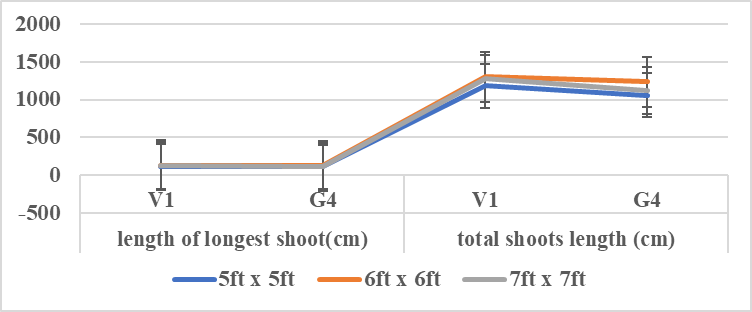 2000
1500
1000
500
0
-500
V1 G4 V1 G4
length of longest shoot(cm) total shoots length (cm)
5ft x 5ft 6ft x 6ft 7ft x 7ft